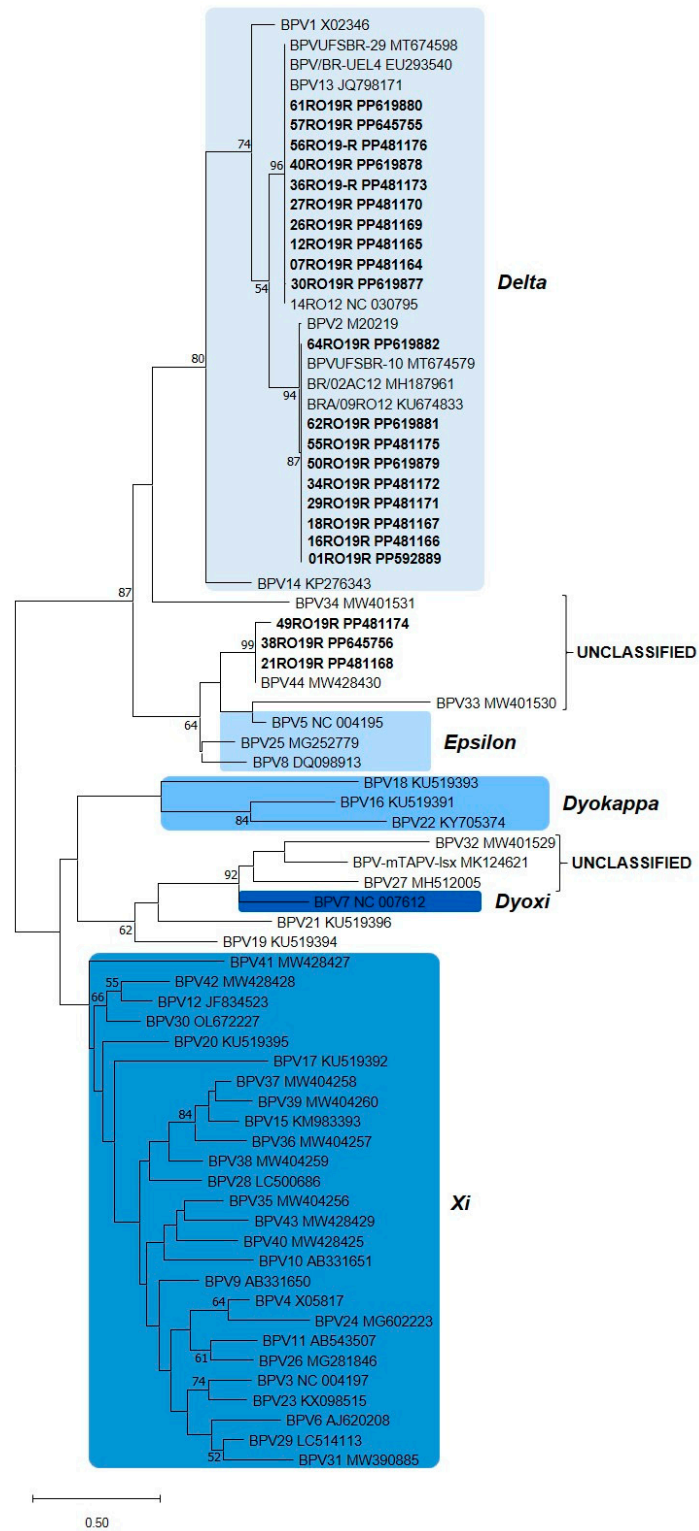 BPV1 X02346
BPVUFSBR-29 MT674598
BPV/BR-UEL4 EU293540
BPV13 JQ798171
61RO19R PP619880
57RO19R PP645755
74
56RO19-R PP481176
96
40RO19R PP619878
36RO19-R PP481173
27RO19R PP481170
26RO19R PP481169
12RO19R PP481165
07RO19R PP481164
54
30RO19R PP619877
Delta
14RO12 NC 030795
BPV2 M20219
64RO19R PP619882
80
BPVUFSBR-10 MT674579
BR/02AC12 MH187961
94
BRA/09RO12 KU674833
62RO19R PP619881
55RO19R PP481175
87
50RO19R PP619879
34RO19R PP481172
29RO19R PP481171
18RO19R PP481167
16RO19R PP481166
01RO19R PP592889
BPV14 KP276343
87
BPV34 MW401531
49RO19R PP481174
99
38RO19R PP645756
UNCLASSIFIED
21RO19R PP481168
BPV44 MW428430
BPV33 MW401530
64
BPV5 NC 004195
BPV25 MG252779
Epsilon
BPV8 DQ098913
BPV18 KU519393
BPV16 KU519391
Dyokappa
84
BPV22 KY705374
BPV32 MW401529
BPV-mTAPV-lsx MK124621
UNCLASSIFIED
92
BPV27 MH512005
BPV7 NC 007612
Dyoxi
BPV21 KU519396
62
BPV19 KU519394
BPV41 MW428427
55
BPV42 MW428428
66
BPV12 JF834523
BPV30 OL672227
BPV20 KU519395
BPV17 KU519392
BPV37 MW404258
BPV39 MW404260
84
BPV15 KM983393
BPV36 MW404257
BPV38 MW404259
BPV28 LC500686
BPV35 MW404256
Xi
BPV43 MW428429
BPV40 MW428425
BPV10 AB331651
BPV9 AB331650
64
BPV4 X05817
BPV24 MG602223
BPV11 AB543507
61
BPV26 MG281846
74
BPV3 NC 004197
BPV23 KX098515
BPV6 AJ620208
BPV29 LC514113
52
BPV31 MW390885
0.50